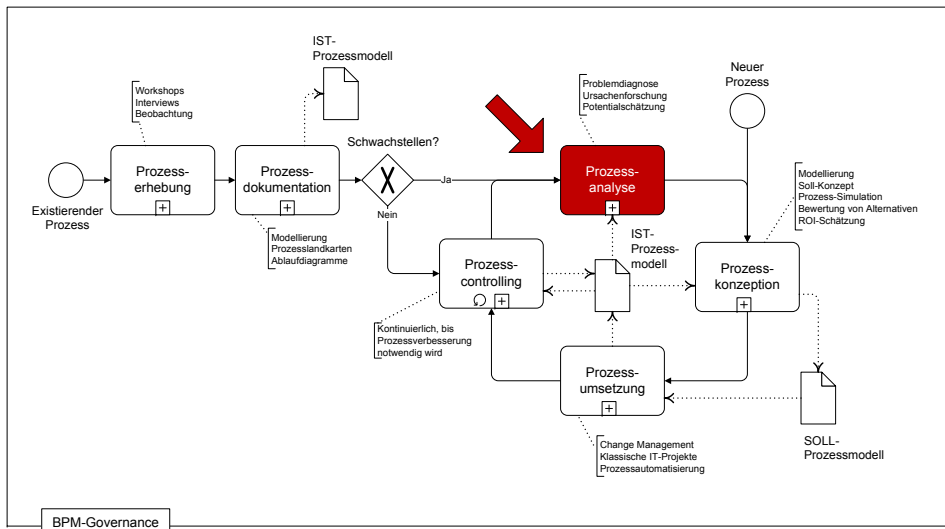 IST-
Prozessmodell
Neuer
Prozess
Workshops
Interviews
Beobachtung
Problemdiagnose
Ursachenforschung
Potentialschätzung
Schwachstellen?
Prozess-
erhebung
Prozess-
dokumentation
Ja
Prozess-
analyse
Existierender
Prozess
Nein
Modellierung
Soll-Konzept
Prozess-Simulation
Bewertung von Alternativen
ROI-Schätzung
Modellierung
Prozesslandkarten
Ablaufdiagramme
Prozess-
controlling
IST-
Prozess-
modell
Prozess-
konzeption
Kontinuierlich, bis
Prozessverbesserung
notwendig wird
Prozess-
umsetzung
SOLL-
Prozessmodell
Change Management
Klassische IT-Projekte
Prozessautomatisierung
BPM-Governance